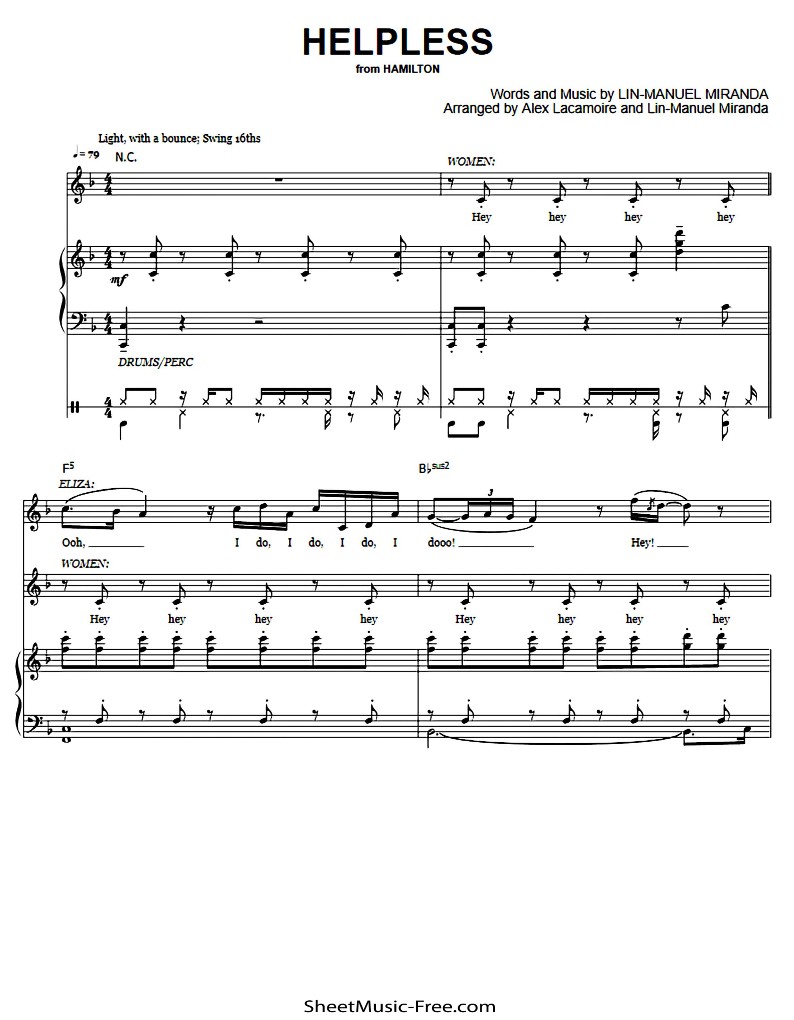 HELPLESS
from HAMILTON
Words and Music by LIN-MANUEL MIRANDA
Arranged by Alex Lacamoire and Lin-Manuel Miranda
Light, with a bounce; Swing 16ths
♩ = 79 N.C.
WOMEN:
Hey hey hey hey
mf
DRUMS/PERC
F5 B♭sus2
ELIZA:
3
Ooh, I do, I do, I do, I dooo! Hey!
WOMEN:
Hey hey hey hey Hey hey hey hey
SheetMusic-Free.com